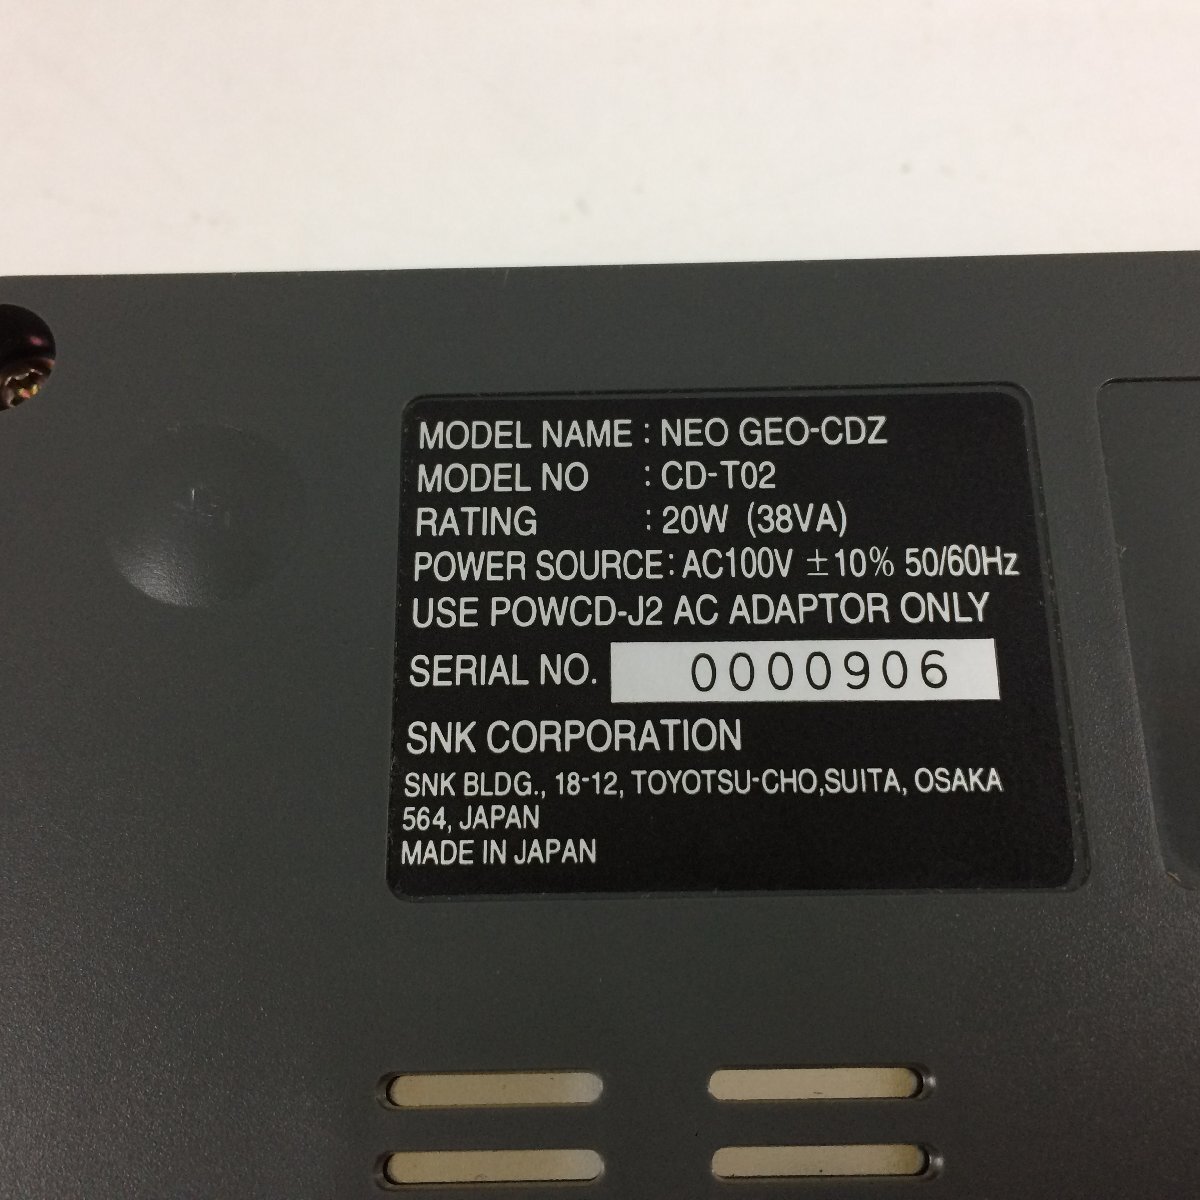 MODEL NAME : NEO GEO-CDZ
MODEL NO : CD-T02
RATING : 20W (38VA)
POWER SOURCE : AC100V ±10% 50/60Hz
USE POWCD-J2 AC ADAPTOR ONLY
SERIAL NO. 0000906
SNK CORPORATION
SNK BLDG., 18-12, TOYOTSU-CHO,SUITA, OSAKA
564, JAPAN
MADE IN JAPAN